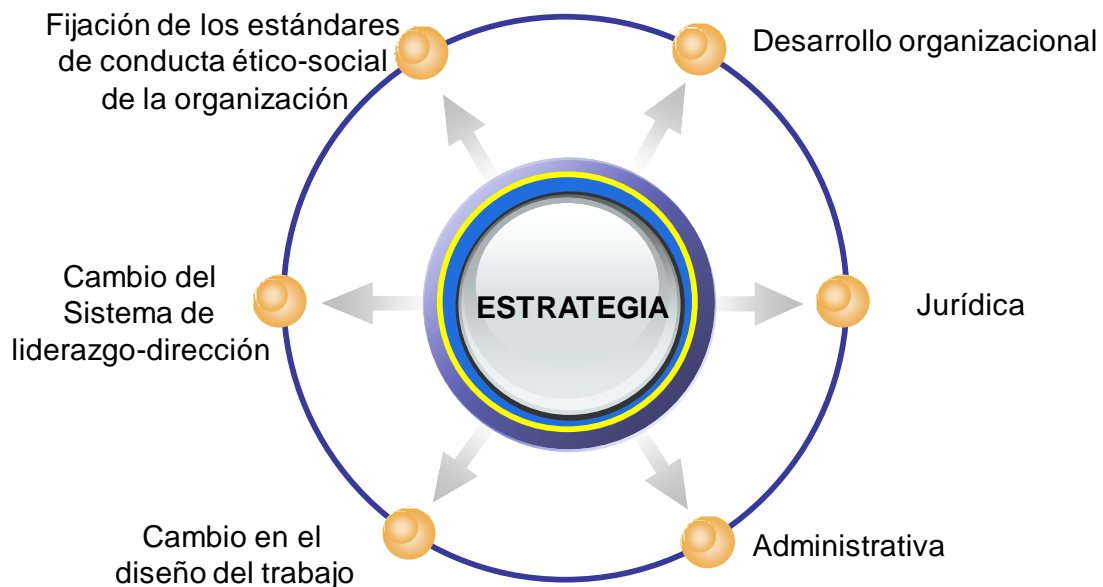 Fijación de los estándares
de conducta ético-social
de la organización
Desarrollo organizacional
Cambio del
Sistema de
liderazgo-dirección
ESTRATEGIA
Jurídica
Cambio en el
diseño del trabajo
Administrativa